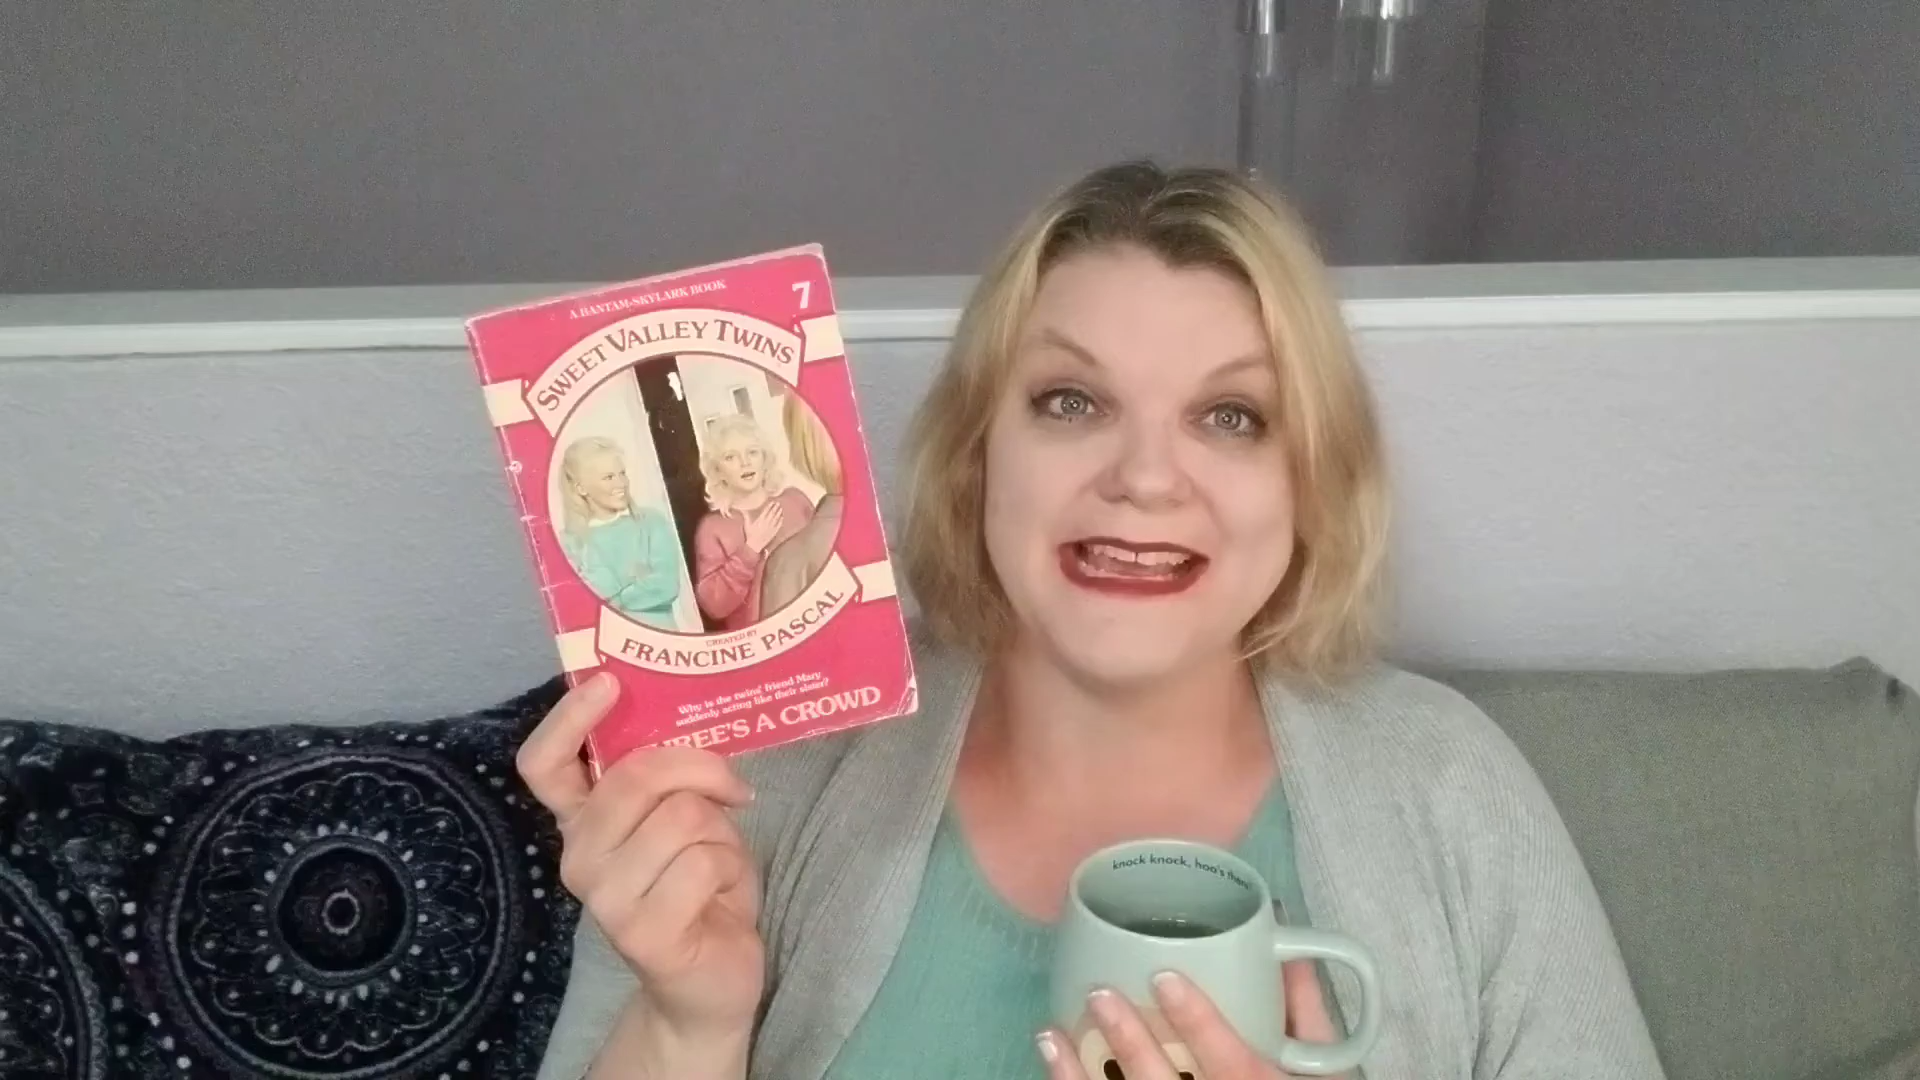 A BANTAM-SKYLARK BOOK
7
SWEET VALLEY TWINS
CREATED BY
FRANCINE PASCAL
Why is the twins' friend Mary
suddenly acting like their sister?
THREE'S A CROWD
knock knock, hoo's there?